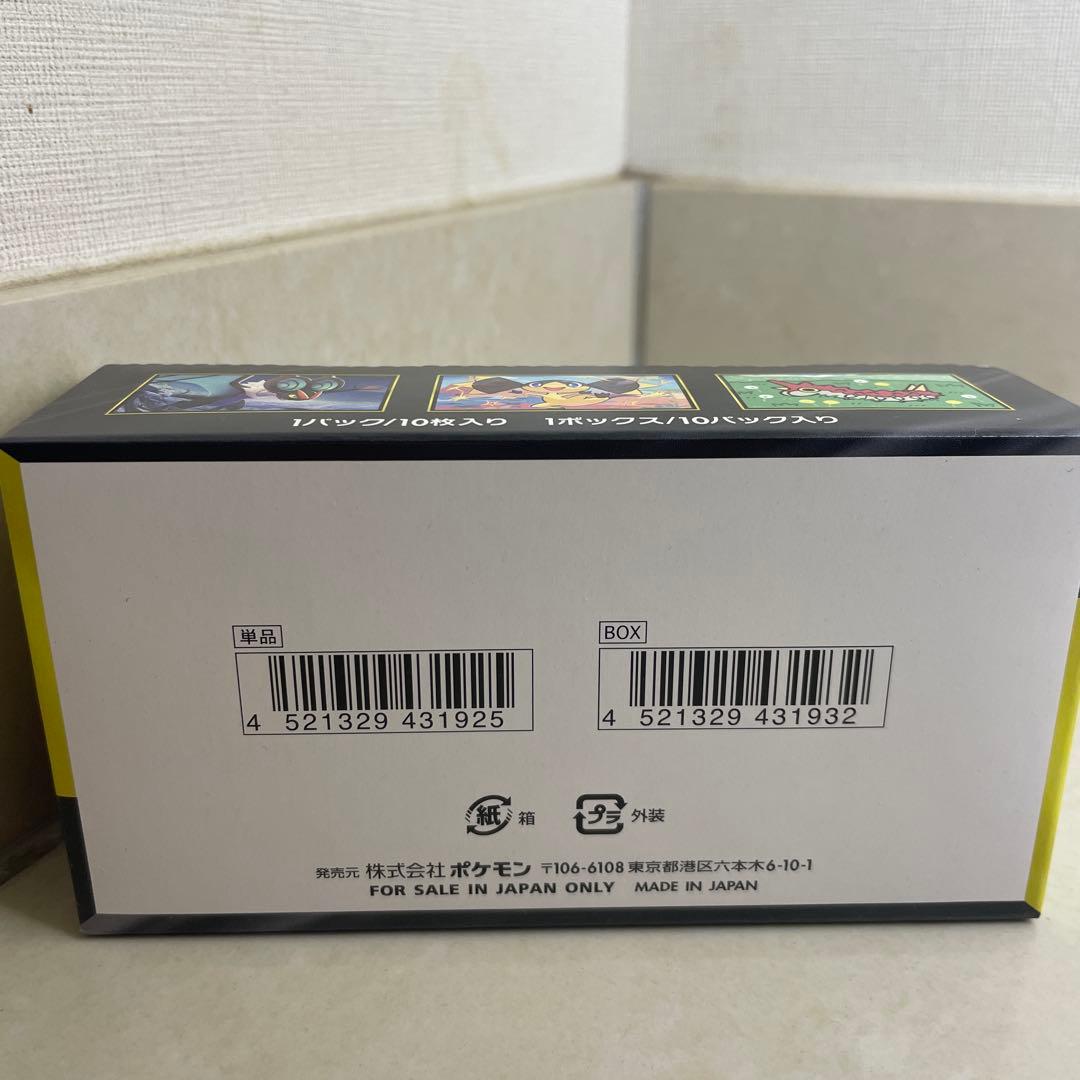 1パック/10枚入り 1ボックス/10パック入り
単品
BOX
4 521329 431925
4 521329 431932
紙 箱
プラ 外装
発売元 株式会社 ポケモン 〒106-6108 東京都港区六本木6-10-1
FOR SALE IN JAPAN ONLY MADE IN JAPAN